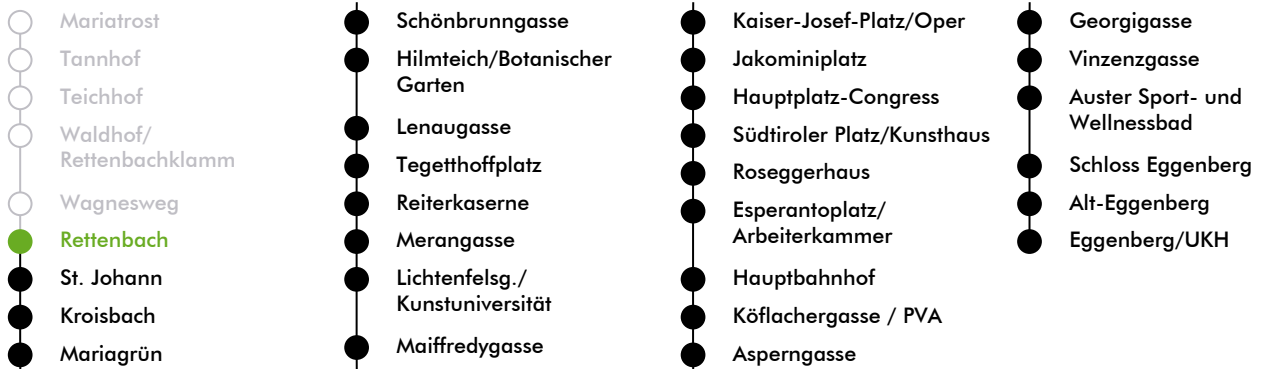 Mariatrost
Tannhof
Teichhof
Waldhof/
Rettenbachklamm
Wagnesweg
Rettenbach
St. Johann
Kroisbach
Mariagrün
Schönbrunngasse
Hilmteich/Botanischer
Garten
Lenaugasse
Tegetthoffplatz
Reiterkaserne
Merangasse
Lichtenfelsg./
Kunstuniversität
Maiffredygasse
Kaiser-Josef-Platz/Oper
Jakominiplatz
Hauptplatz-Congress
Südtiroler Platz/Kunsthaus
Roseggerhaus
Esperantoplatz/
Arbeiterkammer
Hauptbahnhof
Köflachergasse / PVA
Asperngasse
Georgigasse
Vinzenzgasse
Auster Sport- und
Wellnessbad
Schloss Eggenberg
Alt-Eggenberg
Eggenberg/UKH